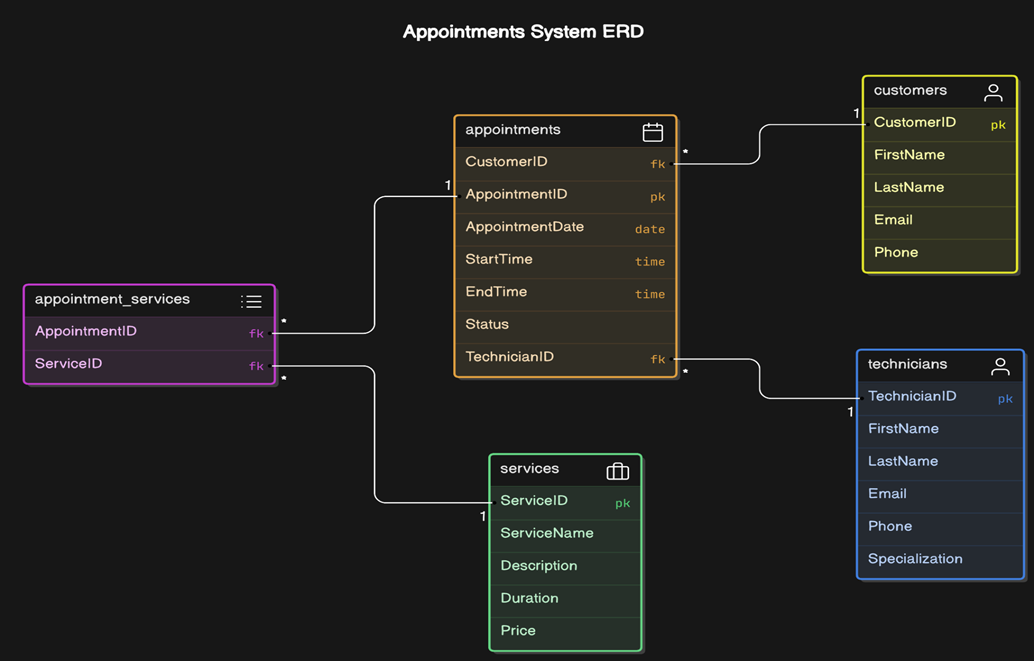 Appointments System ERD
customers
1
CustomerID pk
FirstName
LastName
Email
Phone
appointments
*
CustomerID fk
1
AppointmentID pk
AppointmentDate date
StartTime time
EndTime time
Status
TechnicianID fk
*
appointment_services
*
AppointmentID fk
ServiceID fk
*
technicians
TechnicianID pk
1
FirstName
LastName
Email
Phone
Specialization
services
ServiceID pk
1
ServiceName
Description
Duration
Price